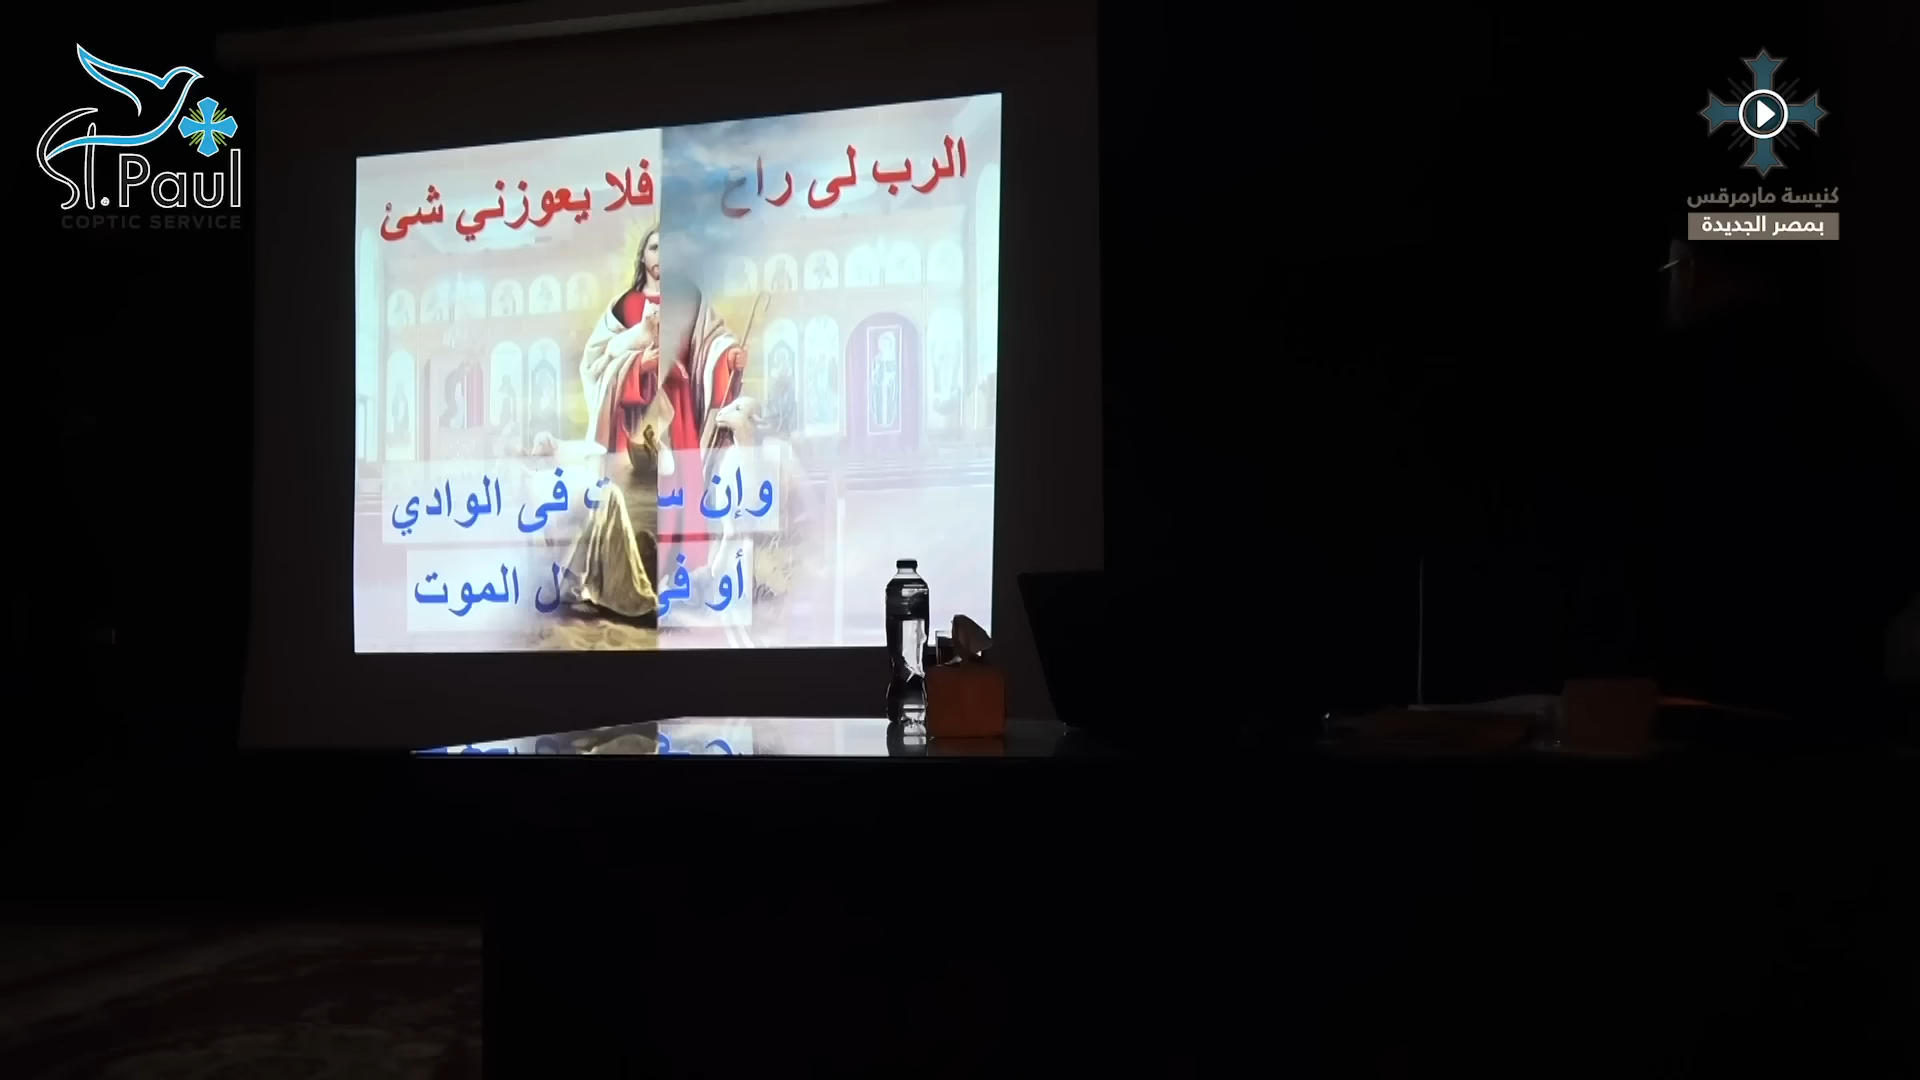 St. Paul
COPTIC SERVICE
كنيسة مارمرقس
بمصر الجديدة
الرب لى راع فلا يعوزني شئ
وإن في الوادي
أو الموت